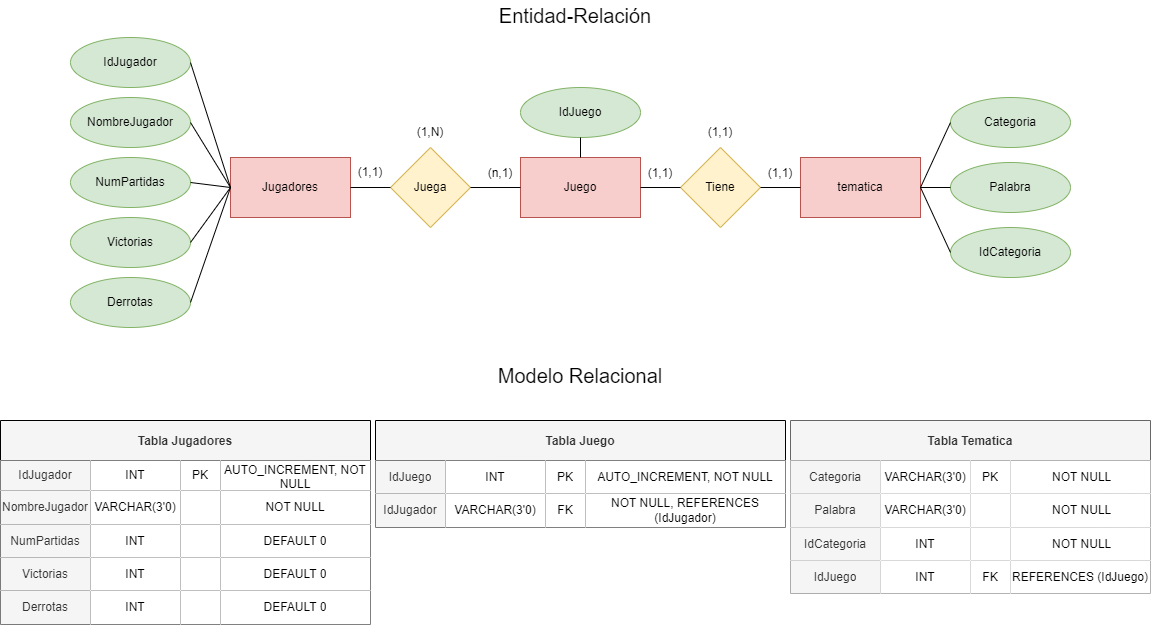 Entidad-Relación
IdJugador
NombreJugador
NumPartidas
Victorias
Derrotas
Jugadores
(1,1)
(1,N)
Juega
(n,1)
IdJuego
Juego
(1,1)
(1,1)
Tiene
(1,1)
tematica
Categoria
Palabra
IdCategoria
Modelo Relacional
Tabla Jugadores
IdJugador INT PK AUTO_INCREMENT, NOT
NULL
NombreJugador VARCHAR(3'0) NOT NULL
NumPartidas INT DEFAULT 0
Victorias INT DEFAULT 0
Derrotas INT DEFAULT 0
Tabla Juego
IdJuego INT PK AUTO_INCREMENT, NOT NULL
IdJugador VARCHAR(3'0) FK NOT NULL, REFERENCES
(IdJugador)
Tabla Tematica
Categoria VARCHAR(3'0) PK NOT NULL
Palabra VARCHAR(3'0) NOT NULL
IdCategoria INT NOT NULL
IdJuego INT FK REFERENCES (IdJuego)